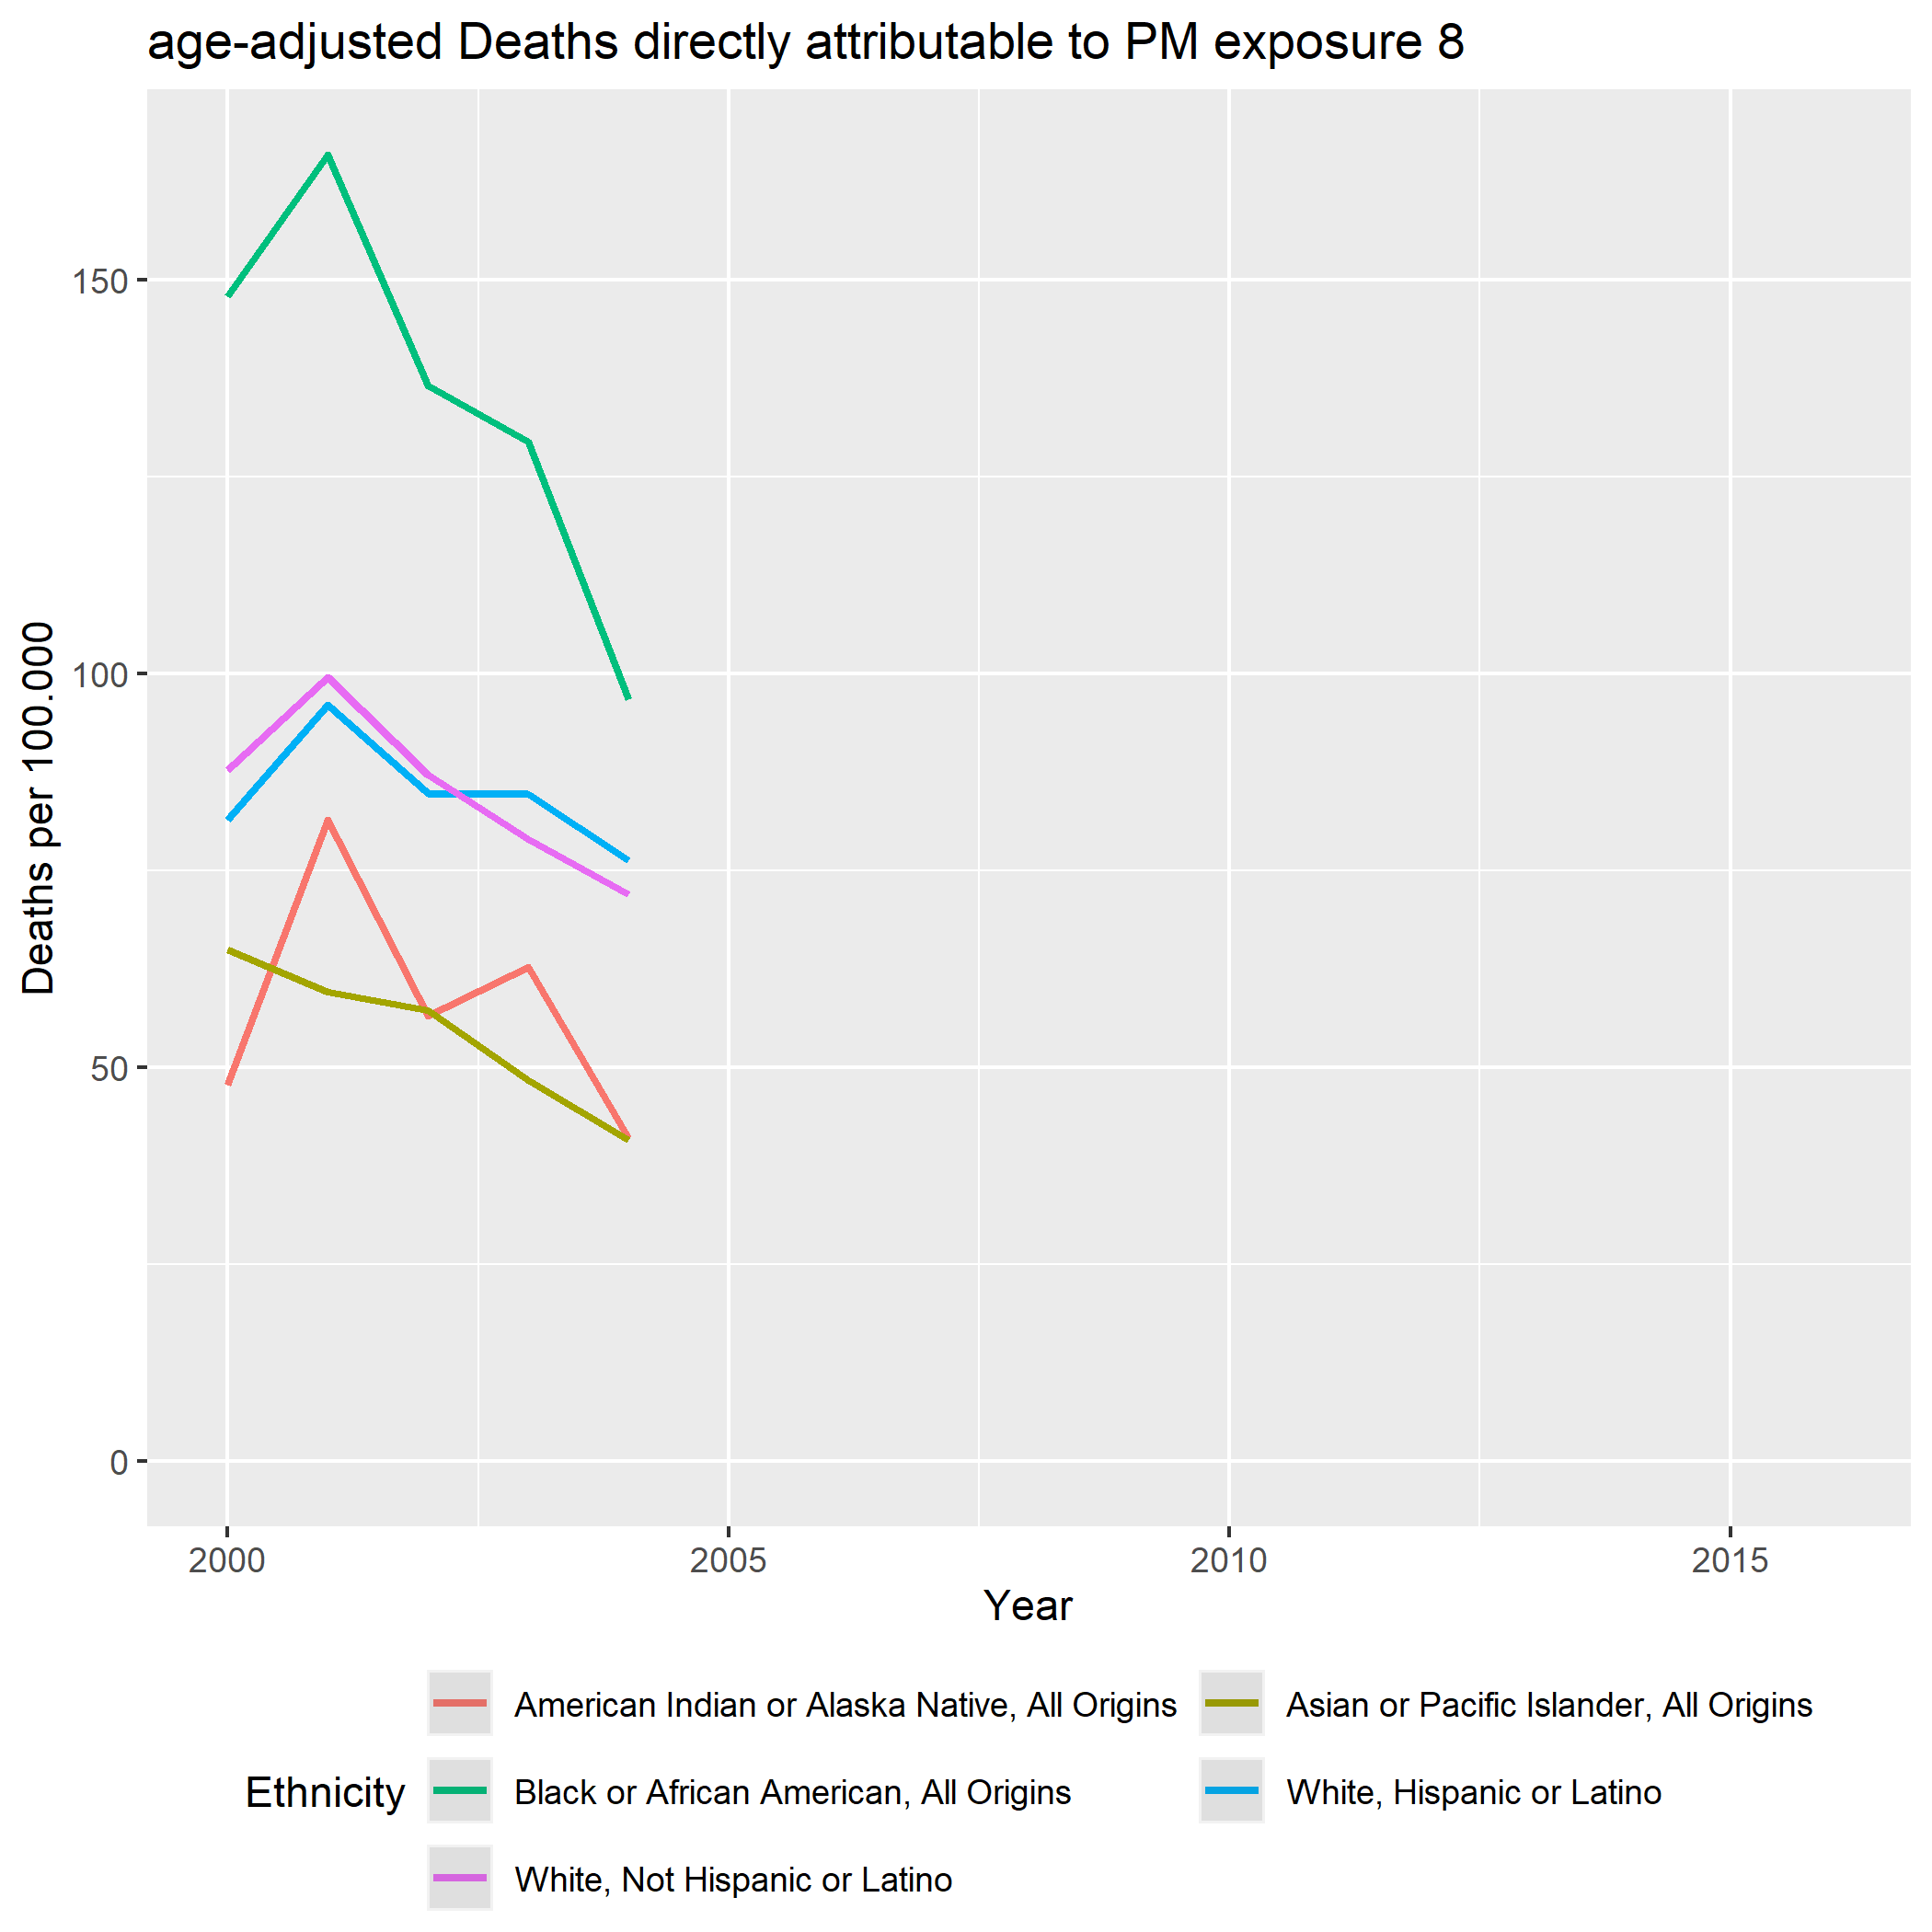 age-adjusted Deaths directly attributable to PM exposure 8
Deaths per 100.000
150
100
50
0
2000 2005 2010 2015
Year
Ethnicity
American Indian or Alaska Native, All Origins
Asian or Pacific Islander, All Origins
Black or African American, All Origins
White, Hispanic or Latino
White, Not Hispanic or Latino